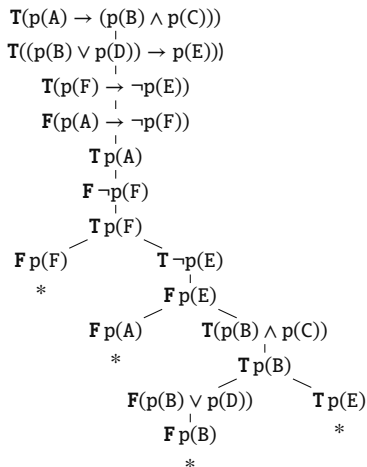 T(p(A) → (p(B) ∧ p(C)))
T((p(B) ∨ p(D)) → p(E)))
T(p(F) → ¬p(E))
F(p(A) → ¬p(F))
T p(A)
F ¬p(F)
T p(F)
F p(F) T ¬p(E)
* F p(E)
F p(A) T(p(B) ∧ p(C))
* T p(B)
F(p(B) ∨ p(D)) T p(E)
F p(B) *
*